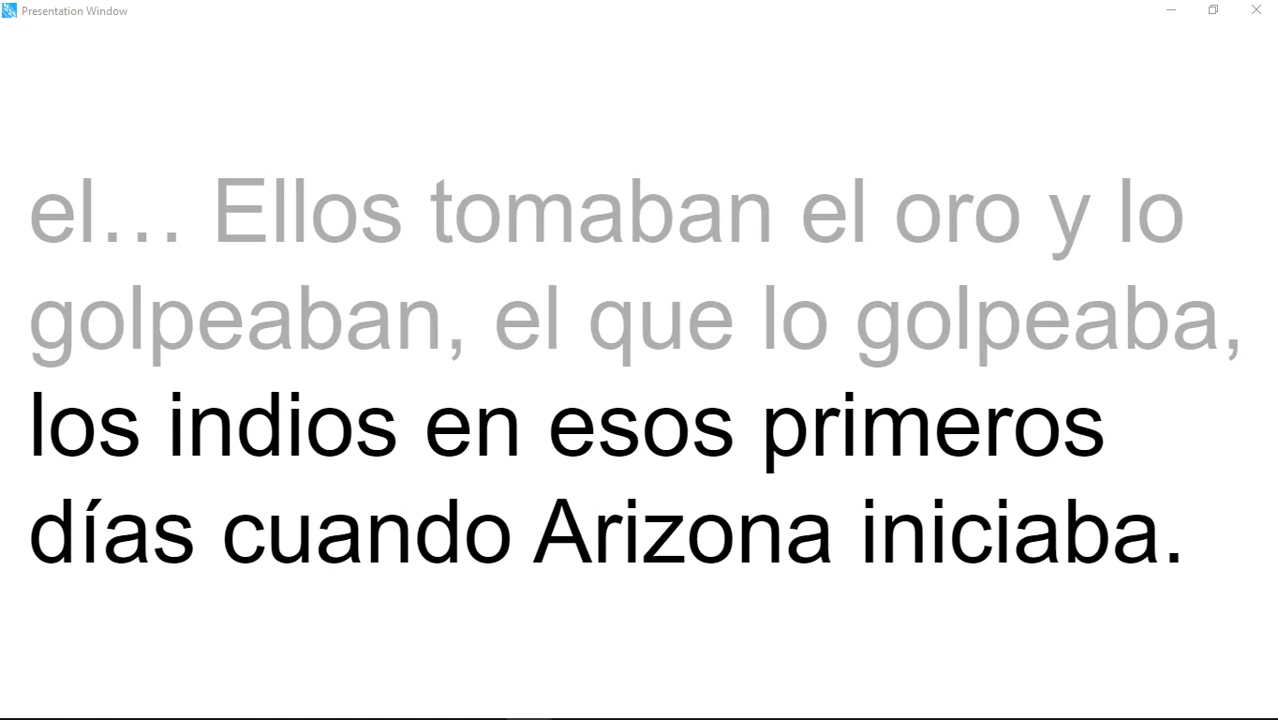 Presentation Window
el… Ellos tomaban el oro y lo
golpeaban, el que lo golpeaba,
los indios en esos primeros
días cuando Arizona iniciaba.